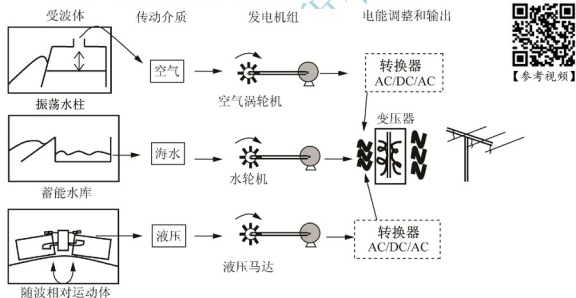 受波体 传动介质 发电机组 电能调整和输出
空气
转换器
AC/DC/AC
【参考视频】
振荡水柱
空气涡轮机
变压器
海水
水轮机
蓄能水库
转换器
AC/DC/AC
液压
液压马达
随波相对运动体